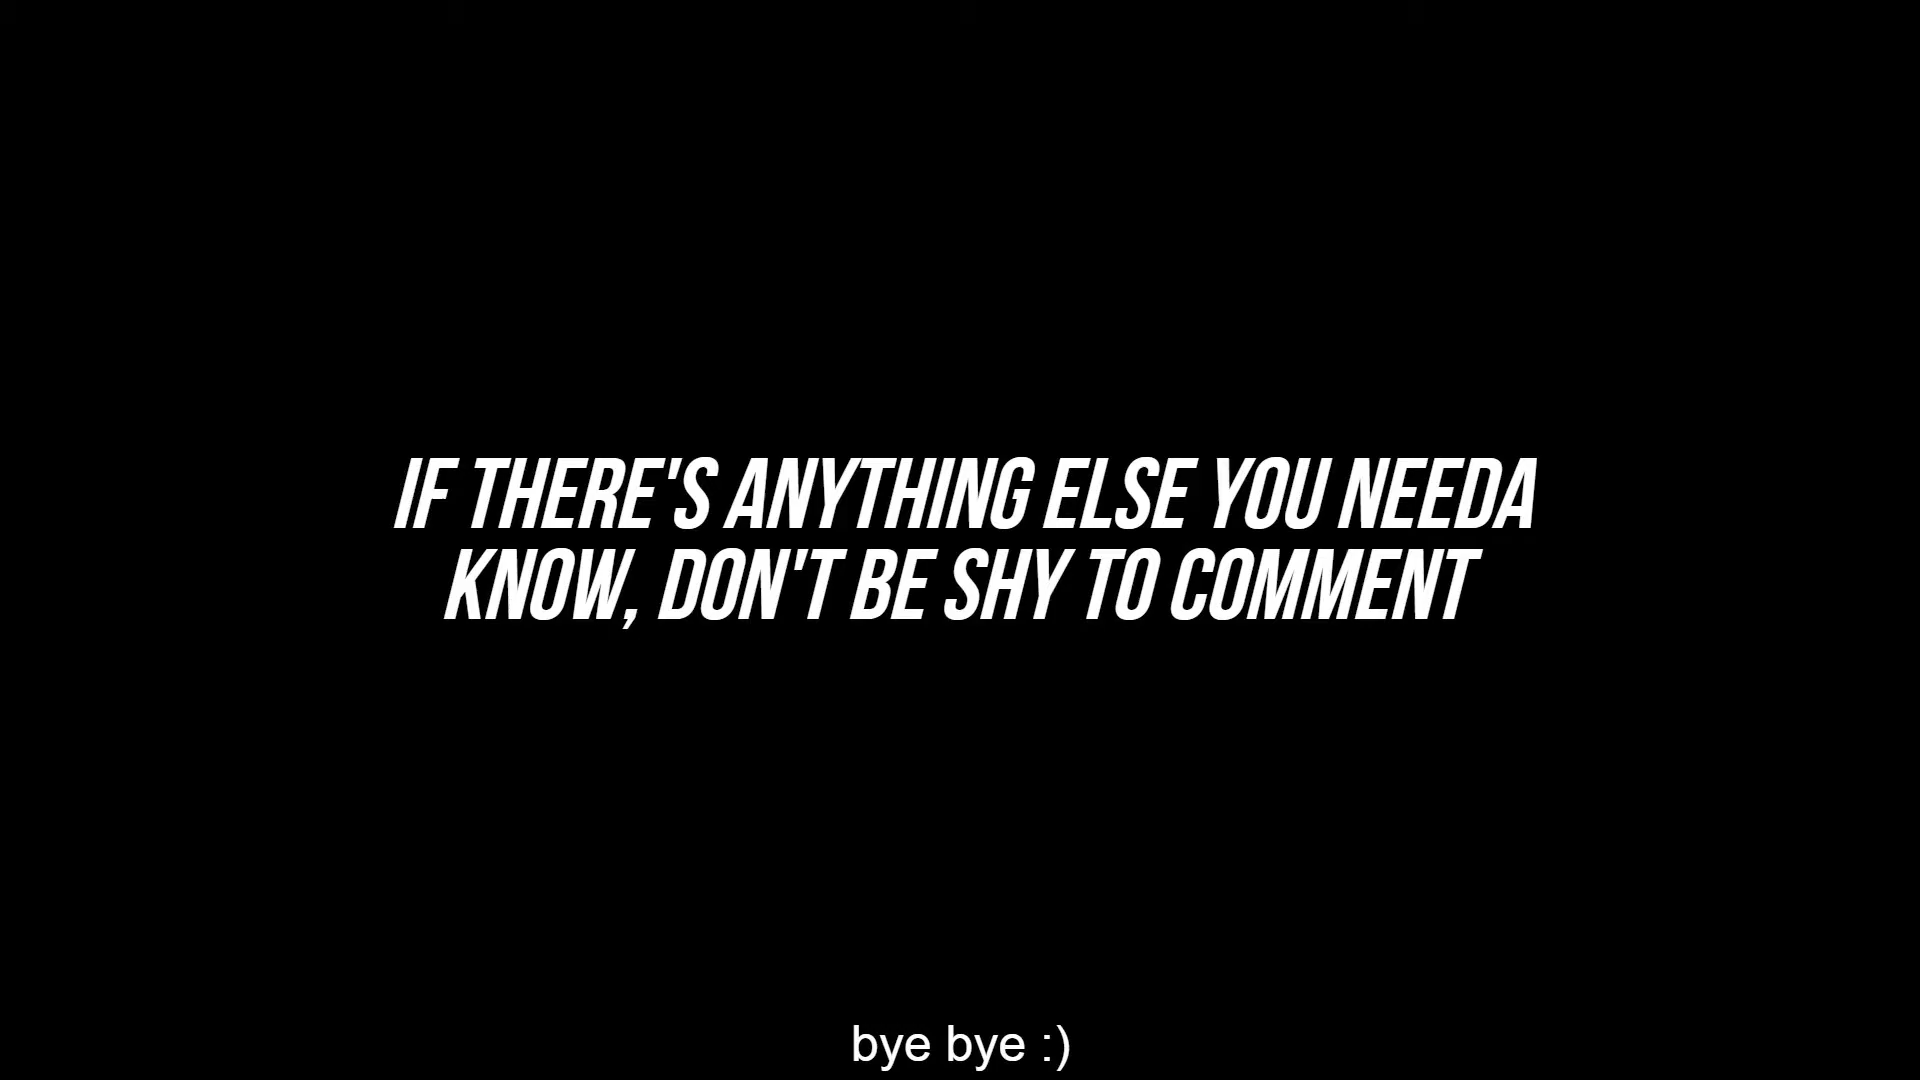 IF THERE'S ANYTHING ELSE YOU NEEDA
KNOW, DON'T BE SHY TO COMMENT
bye bye :)